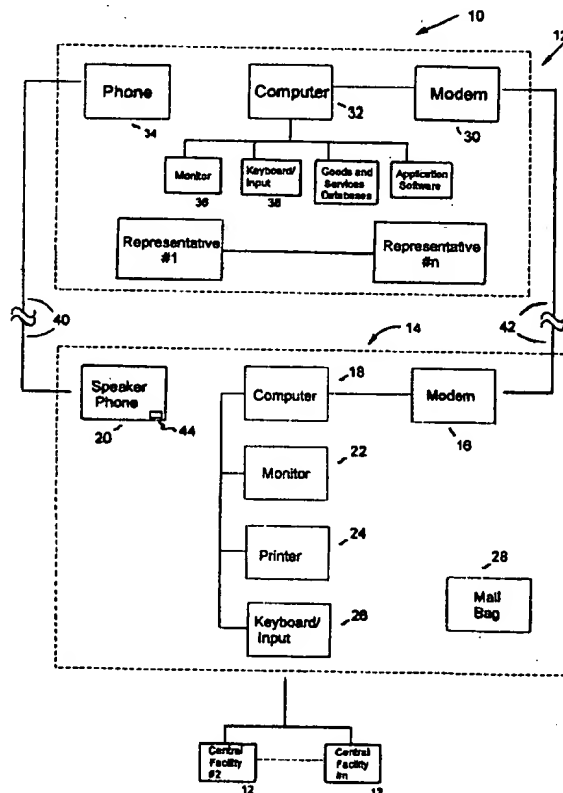 10
12
Phone
Computer
Modem
34
32
30
Monitor
Keyboard/
Input
Goods and
Services
Databases
Application
Software
36
38
Representative
#1
Representative
#n
40
42
14
Speaker
Phone
Computer
18
Modem
20
44
16
Monitor
22
Printer
24
28
Mail
Bag
Keyboard/
Input
26
Central
Facility
#2
Central
Facility
#n
12